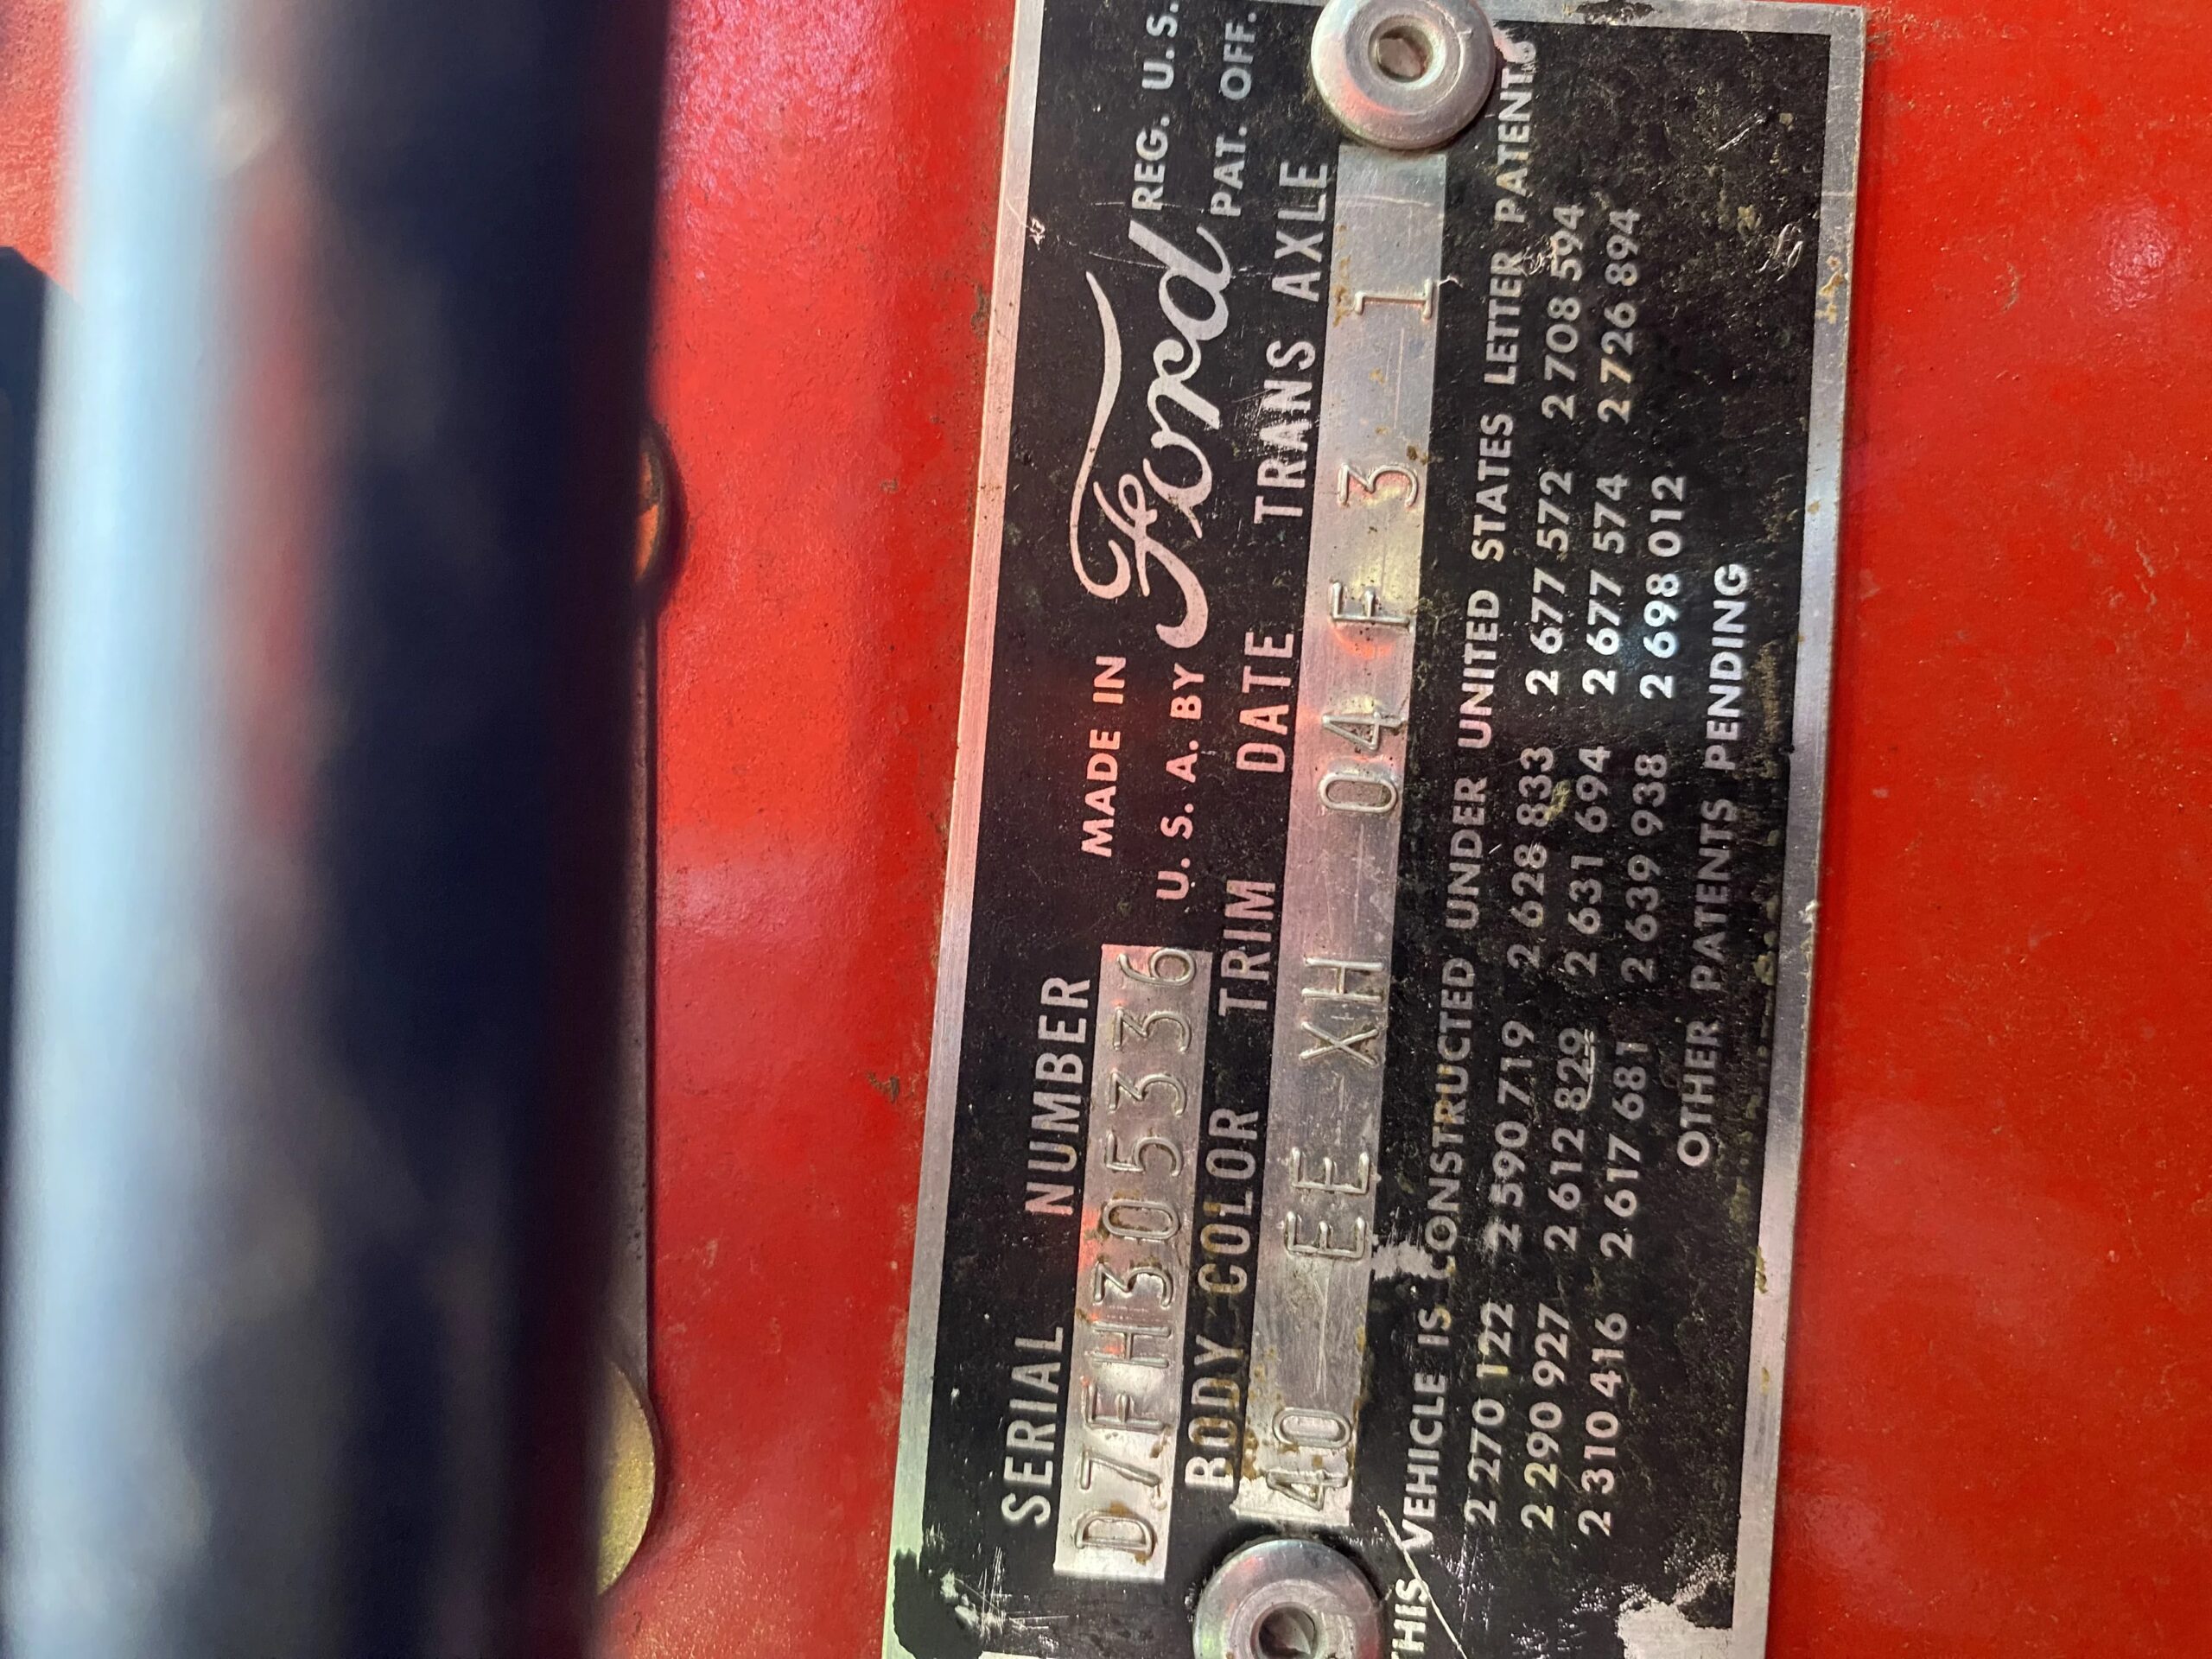 SERIAL NUMBER
MADE IN
U. S. A. BY
Ford
REG. U.S.
PAT. OFF.
D7FH305336
BODY COLOR TRIM DATE TRANS AXLE
40 EE XH 04 F 3 1
THIS VEHICLE IS CONSTRUCTED UNDER UNITED STATES LETTER PATENTS
2 270 122 2 590 719 2 628 833 2 677 572 2 708 594
2 290 927 2 612 829 2 631 694 2 677 574 2 726 894
2 310 416 2 617 681 2 639 938 2 698 012
OTHER PATENTS PENDING